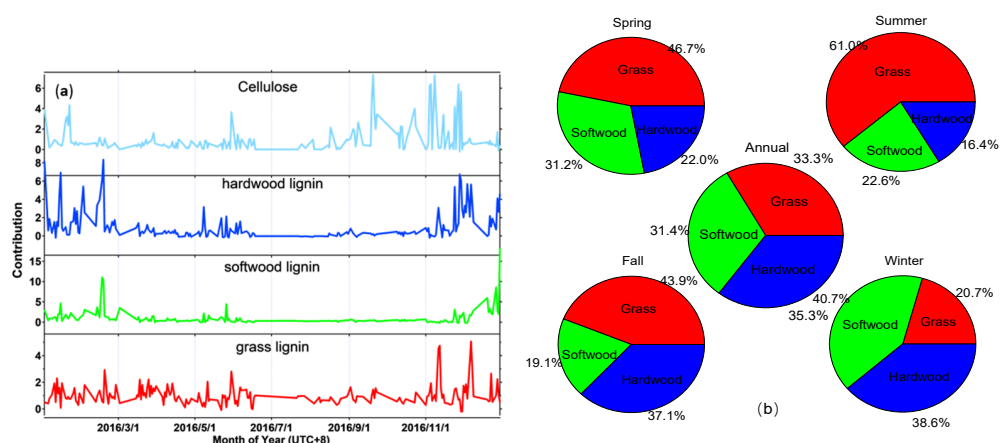 (a)
Cellulose
6
4
2
0
8
hardwood lignin
6
4
2
0
softwood lignin
15
10
5
0
grass lignin
4
2
0
Contribution
2016/3/1 2016/5/1 2016/7/1 2016/9/1 2016/11/1
Month of Year (UTC+8)
Spring
46.7%
Grass
Softwood
Hardwood
31.2%
22.0%
Summer
61.0%
Grass
Hardwood
Softwood
16.4%
22.6%
Annual
33.3%
Grass
31.4%
Softwood
Hardwood
35.3%
Fall
43.9%
Grass
19.1%
Softwood
Hardwood
37.1%
Winter
40.7%
20.7%
Softwood
Grass
Hardwood
38.6%
(b)